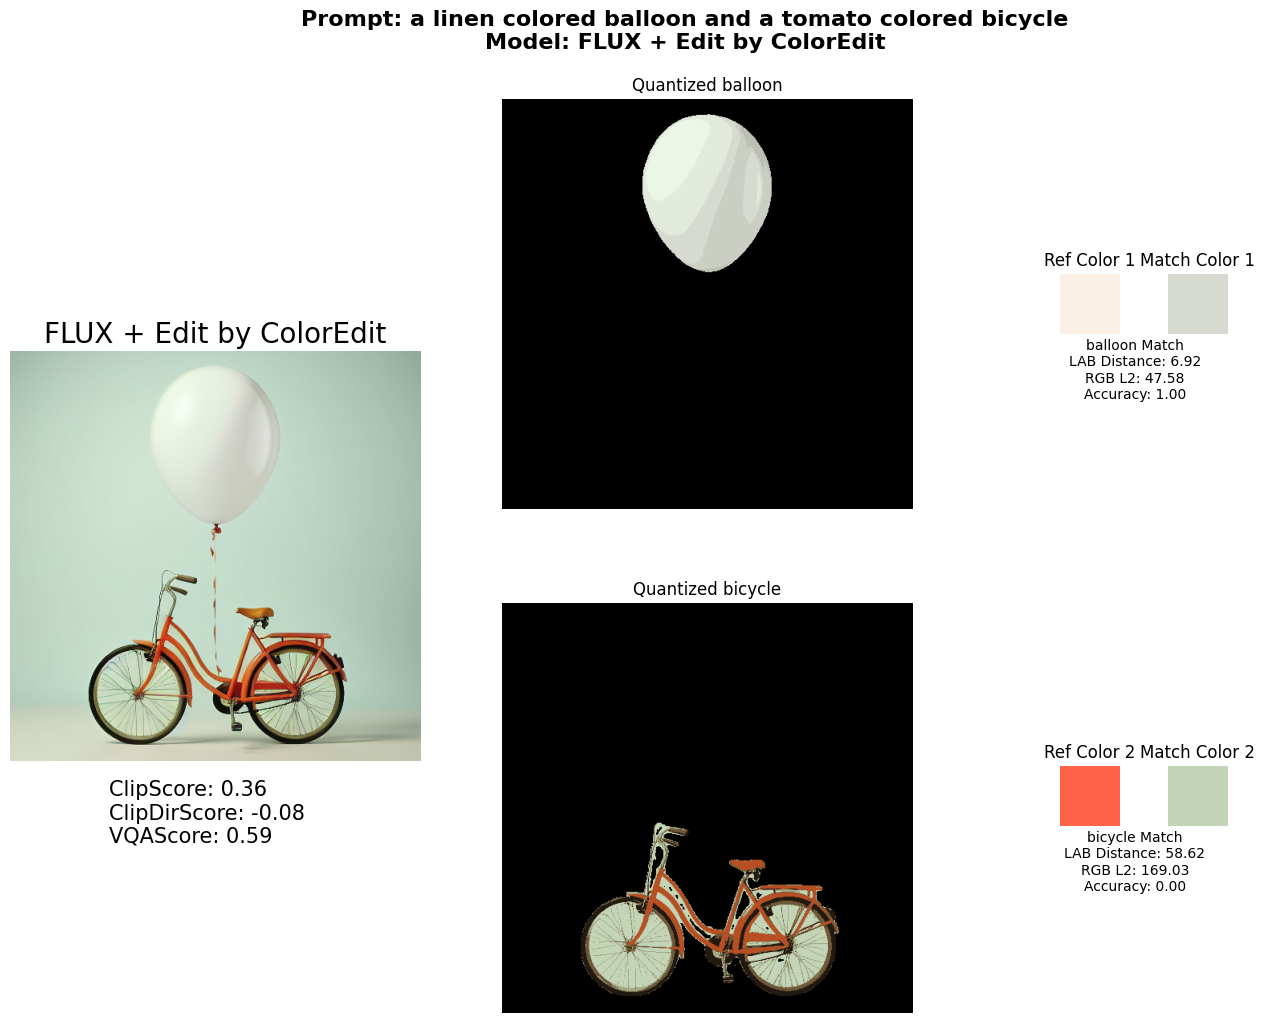 Prompt: a linen colored balloon and a tomato colored bicycle
Model: FLUX + Edit by ColorEdit
FLUX + Edit by ColorEdit
ClipScore: 0.36
ClipDirScore: -0.08
VQAScore: 0.59
Quantized balloon
Ref Color 1 Match Color 1
balloon Match
LAB Distance: 6.92
RGB L2: 47.58
Accuracy: 1.00
Quantized bicycle
Ref Color 2 Match Color 2
bicycle Match
LAB Distance: 58.62
RGB L2: 169.03
Accuracy: 0.00